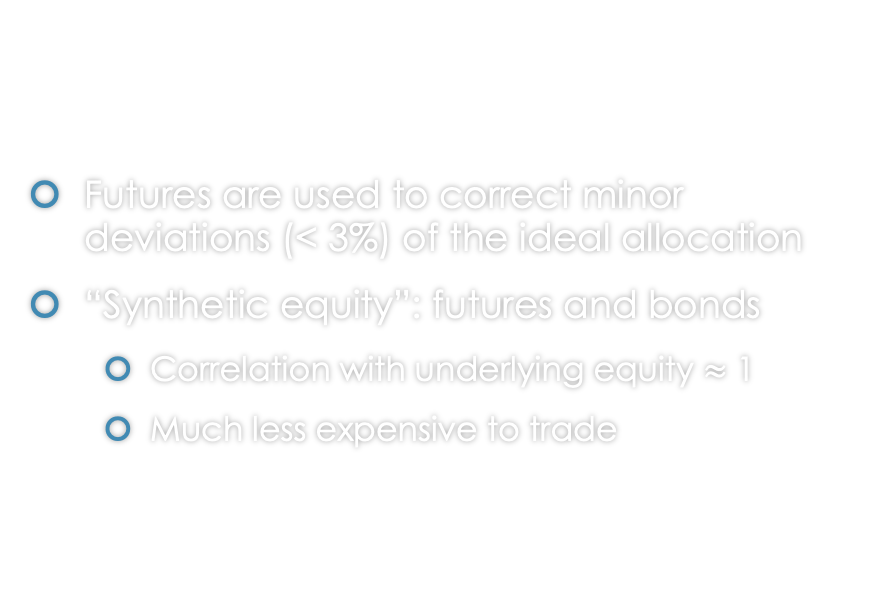 Futures are used to correct minor
deviations (< 3%) of the ideal allocation
“Synthetic equity”: futures and bonds
Correlation with underlying equity ≈ 1
Much less expensive to trade